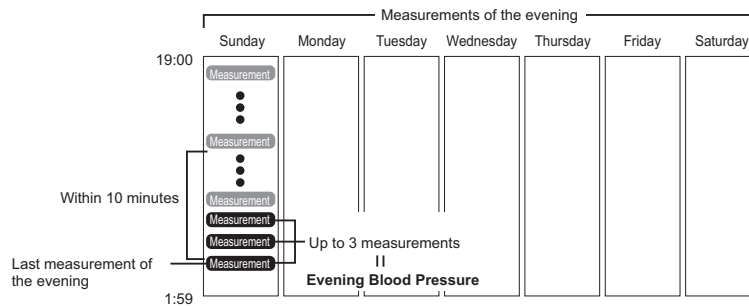 Measurements of the evening
Sunday Monday Tuesday Wednesday Thursday Friday Saturday
19:00
Measurement
Measurement
Within 10 minutes
Measurement
Measurement
Measurement
Up to 3 measurements
Last measurement of
the evening
Measurement
=
Evening Blood Pressure
1:59